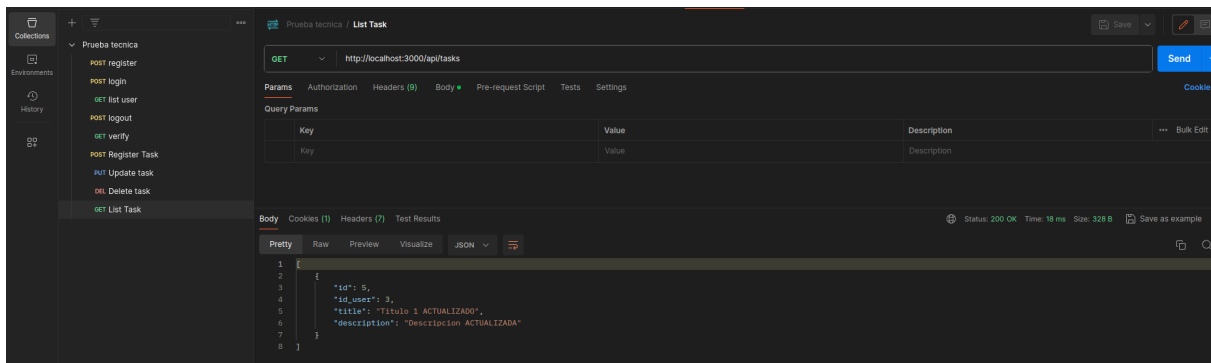 Collections
Environments
History
Prueba tecnica
POST register
POST login
GET list user
POST logout
GET verify
POST Register Task
PUT Update task
DEL Delete task
GET List Task
HTTP Prueba tecnica / List Task
Save
GET http://localhost:3000/api/tasks Send
Params Authorization Headers (9) Body Pre-request Script Tests Settings Cookie
Query Params
Key Value Description Bulk Edit
Key Value Description
Body Cookies (1) Headers (7) Test Results Status: 200 OK Time: 18 ms Size: 328 B Save as example
Pretty Raw Preview Visualize JSON
1 [
2 {
3 "id": 5,
4 "id_user": 3,
5 "title": "Titulo 1 ACTUALIZADO",
6 "description": "Descripcion ACTUALIZADA"
7 }
8 ]